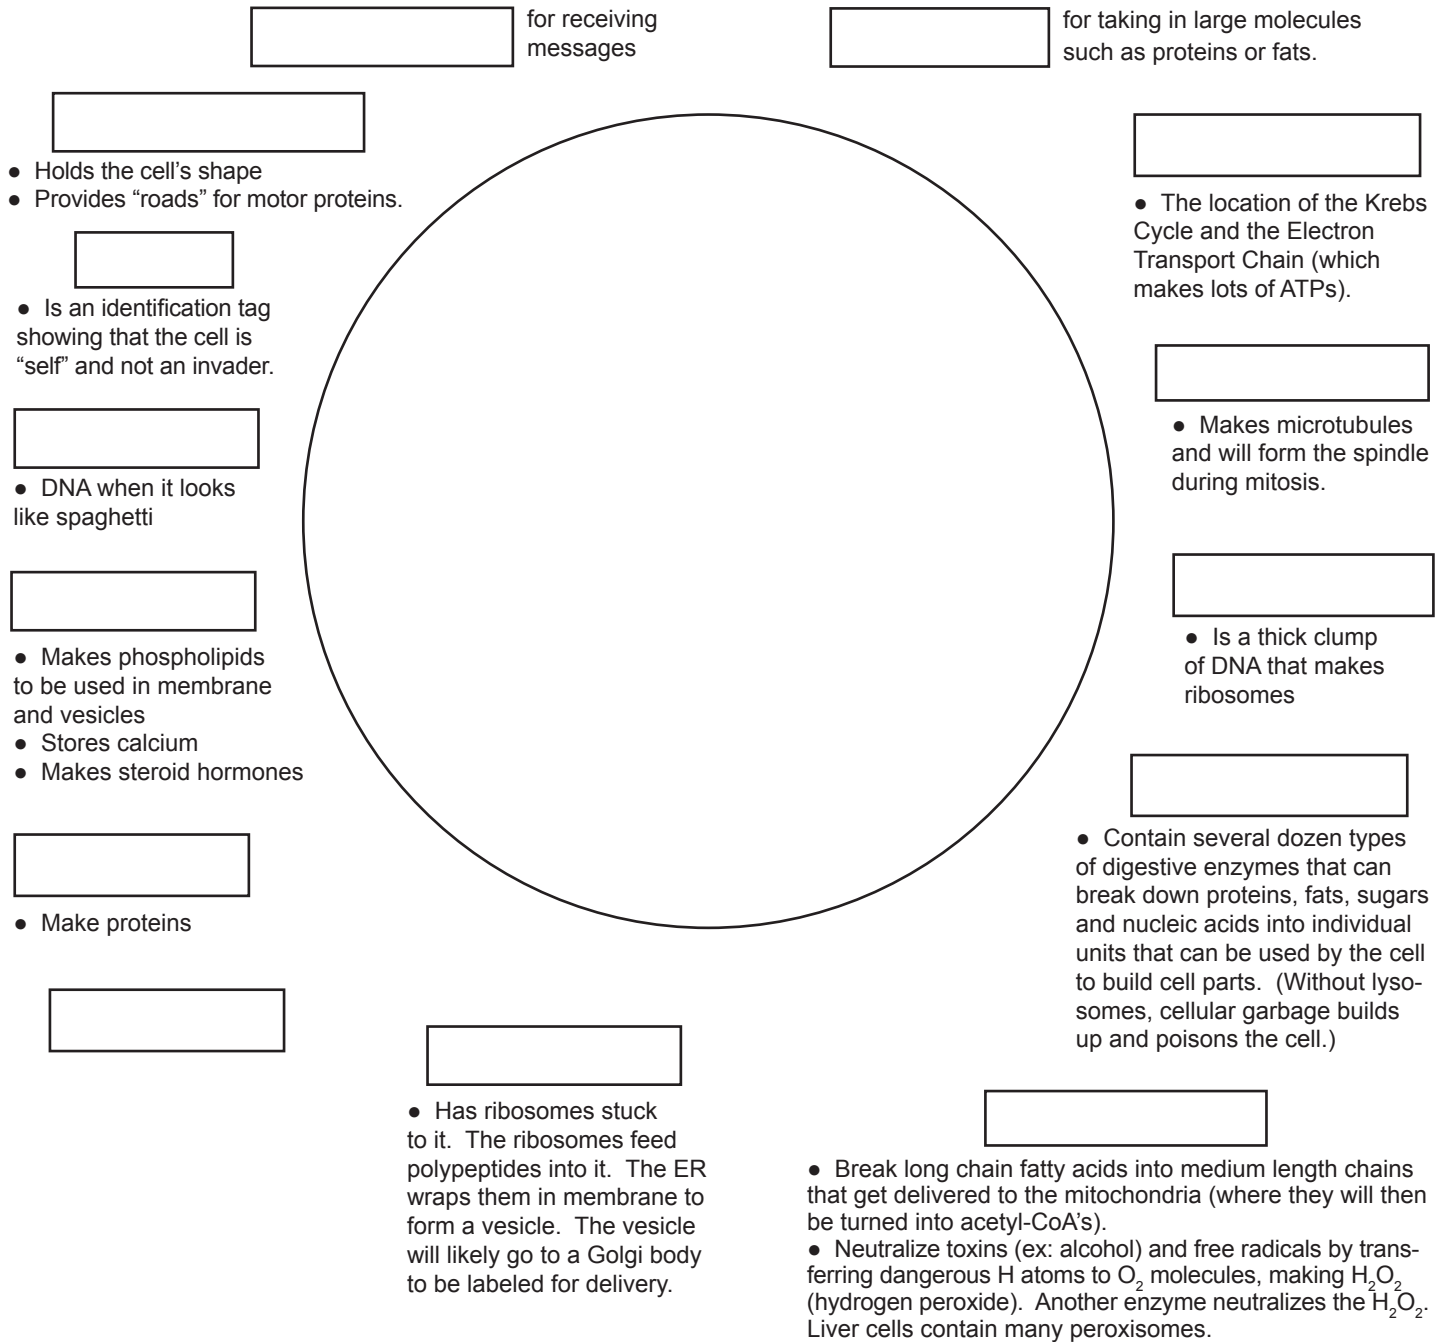 for receiving
messages
for taking in large molecules
such as proteins or fats.
● Holds the cell's shape
● Provides “roads” for motor proteins.
● Is an identification tag
showing that the cell is
“self” and not an invader.
● DNA when it looks
like spaghetti
● Makes phospholipids
to be used in membrane
and vesicles
● Stores calcium
● Makes steroid hormones
● Make proteins
● Has ribosomes stuck
to it. The ribosomes feed
polypeptides into it. The ER
wraps them in membrane to
form a vesicle. The vesicle
will likely go to a Golgi body
to be labeled for delivery.
● The location of the Krebs
Cycle and the Electron
Transport Chain (which
makes lots of ATPs).
● Makes microtubules
and will form the spindle
during mitosis.
● Is a thick clump
of DNA that makes
ribosomes
● Contain several dozen types
of digestive enzymes that can
break down proteins, fats, sugars
and nucleic acids into individual
units that can be used by the cell
to build cell parts. (Without lyso-
somes, cellular garbage builds
up and poisons the cell.)
● Break long chain fatty acids into medium length chains
that get delivered to the mitochondria (where they will then
be turned into acetyl-CoA's).
● Neutralize toxins (ex: alcohol) and free radicals by trans-
ferring dangerous H atoms to O₂ molecules, making H₂O₂
(hydrogen peroxide). Another enzyme neutralizes the H₂O₂.
Liver cells contain many peroxisomes.